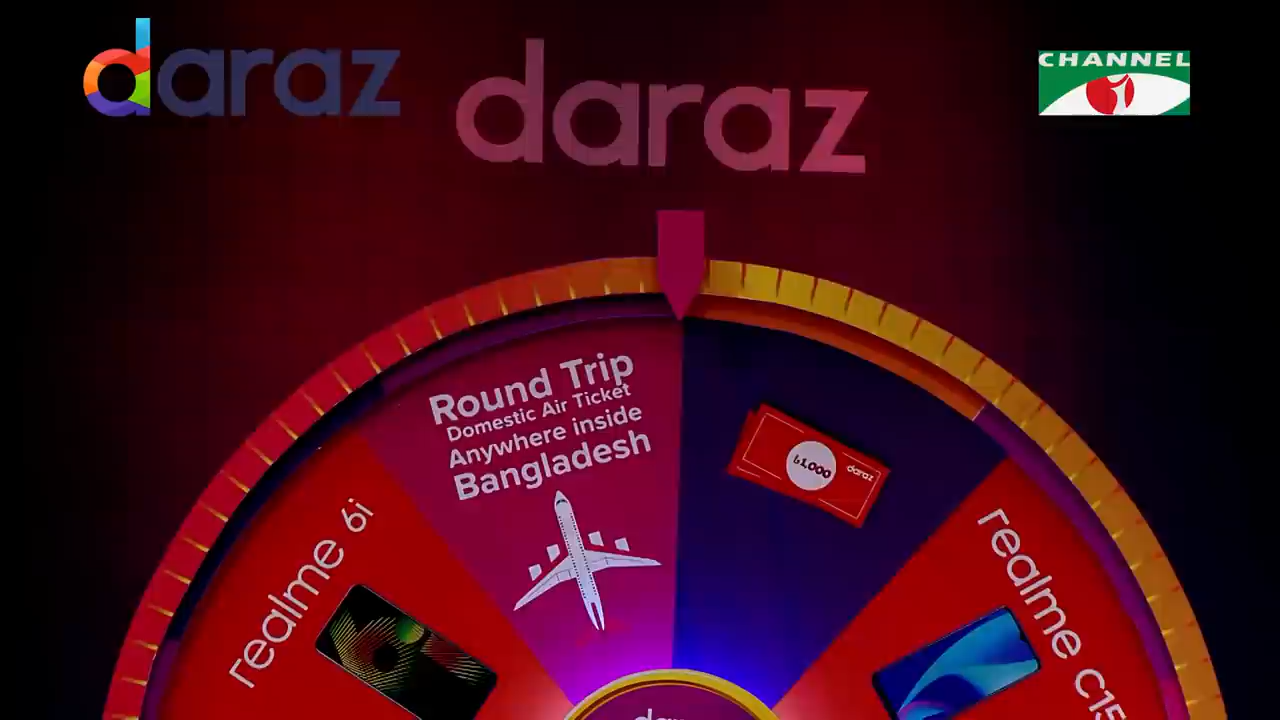 daraz
daraz
CHANNEL
i
Round Trip
Domestic Air Ticket
Anywhere inside
Bangladesh
৳1,000
daraz
realme 6i
realme C15